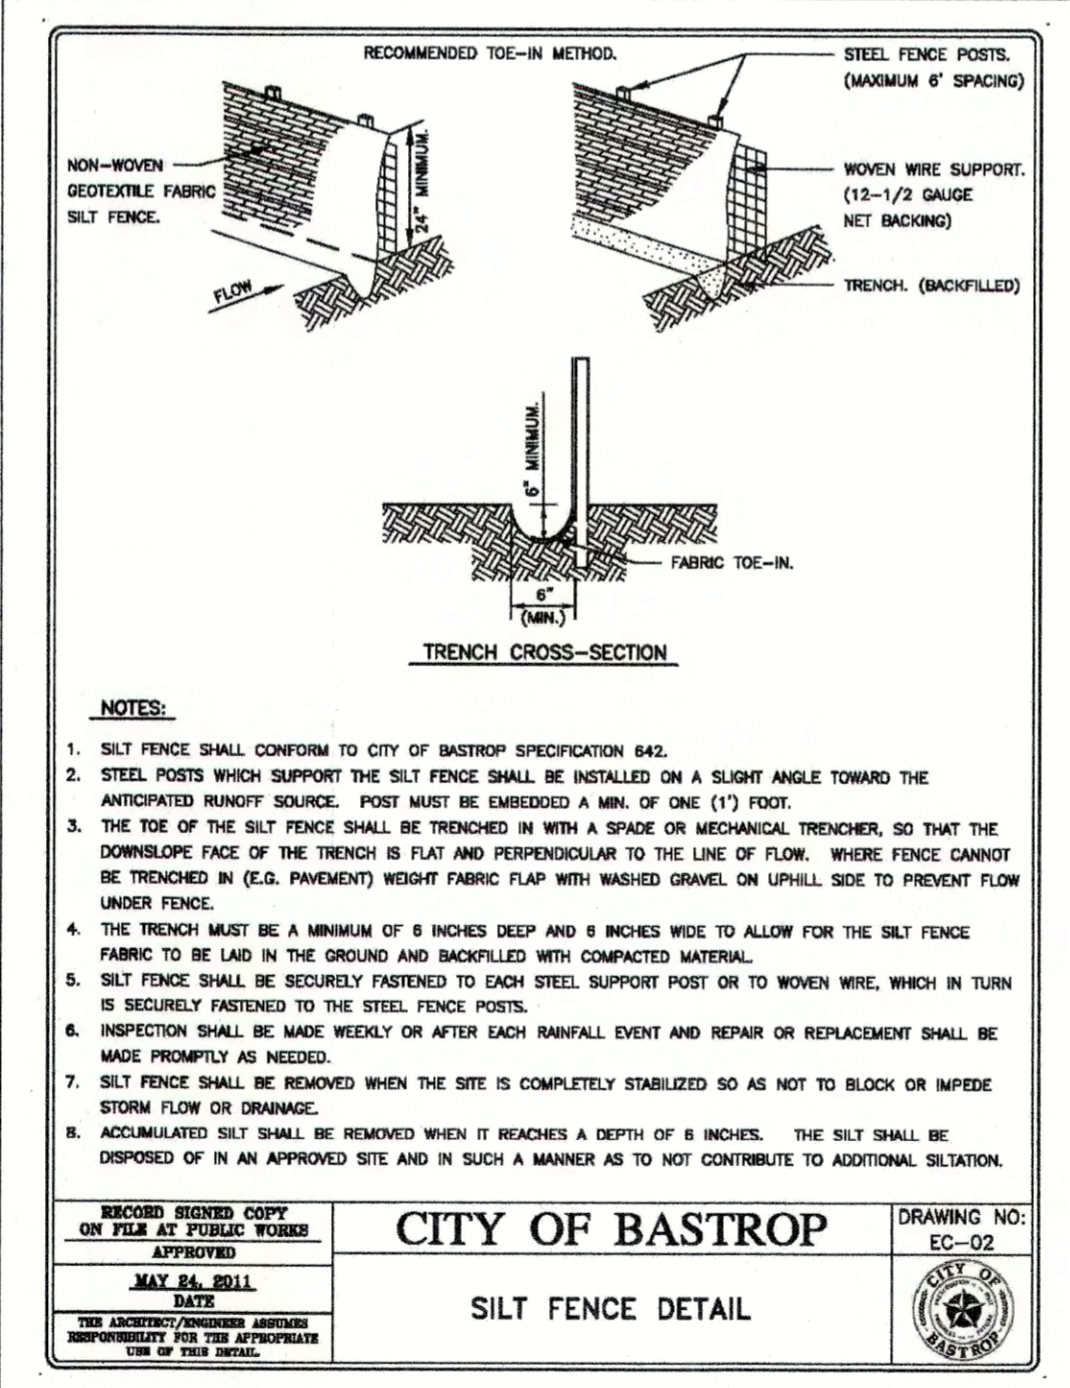 RECOMMENDED TOE-IN METHOD.
STEEL FENCE POSTS.
(MAXIMUM 6' SPACING)
NON-WOVEN
GEOTEXTILE FABRIC
SILT FENCE.
24" MINIMUM.
WOVEN WIRE SUPPORT.
(12-1/2 GAUGE
NET BACKING)
FLOW
TRENCH. (BACKFILLED)
6" MINIMUM.
FABRIC TOE-IN.
6"
(MIN.)
TRENCH CROSS-SECTION
NOTES:
1. SILT FENCE SHALL CONFORM TO CITY OF BASTROP SPECIFICATION 642.
2. STEEL POSTS WHICH SUPPORT THE SILT FENCE SHALL BE INSTALLED ON A SLIGHT ANGLE TOWARD THE
ANTICIPATED RUNOFF SOURCE. POST MUST BE EMBEDDED A MIN. OF ONE (1') FOOT.
3. THE TOE OF THE SILT FENCE SHALL BE TRENCHED IN WITH A SPADE OR MECHANICAL TRENCHER, SO THAT THE
DOWNSLOPE FACE OF THE TRENCH IS FLAT AND PERPENDICULAR TO THE LINE OF FLOW. WHERE FENCE CANNOT
BE TRENCHED IN (E.G. PAVEMENT) WEIGHT FABRIC FLAP WITH WASHED GRAVEL ON UPHILL SIDE TO PREVENT FLOW
UNDER FENCE.
4. THE TRENCH MUST BE A MINIMUM OF 6 INCHES DEEP AND 6 INCHES WIDE TO ALLOW FOR THE SILT FENCE
FABRIC TO BE LAID IN THE GROUND AND BACKFILLED WITH COMPACTED MATERIAL.
5. SILT FENCE SHALL BE SECURELY FASTENED TO EACH STEEL SUPPORT POST OR TO WOVEN WIRE, WHICH IN TURN
IS SECURELY FASTENED TO THE STEEL FENCE POSTS.
6. INSPECTION SHALL BE MADE WEEKLY OR AFTER EACH RAINFALL EVENT AND REPAIR OR REPLACEMENT SHALL BE
MADE PROMPTLY AS NEEDED.
7. SILT FENCE SHALL BE REMOVED WHEN THE SITE IS COMPLETELY STABILIZED SO AS NOT TO BLOCK OR IMPEDE
STORM FLOW OR DRAINAGE.
8. ACCUMULATED SILT SHALL BE REMOVED WHEN IT REACHES A DEPTH OF 6 INCHES. THE SILT SHALL BE
DISPOSED OF IN AN APPROVED SITE AND IN SUCH A MANNER AS TO NOT CONTRIBUTE TO ADDITIONAL SILTATION.
RECORD SIGNED COPY
ON FILE AT PUBLIC WORKS
APPROVED
MAY 24, 2011
DATE
THE ARCHITECT/ENGINEER ASSUMES
RESPONSIBILITY FOR THE APPROPRIATE
USE OF THIS DETAIL.
CITY OF BASTROP
SILT FENCE DETAIL
DRAWING NO:
EC-02
CITY OF
BASTROP